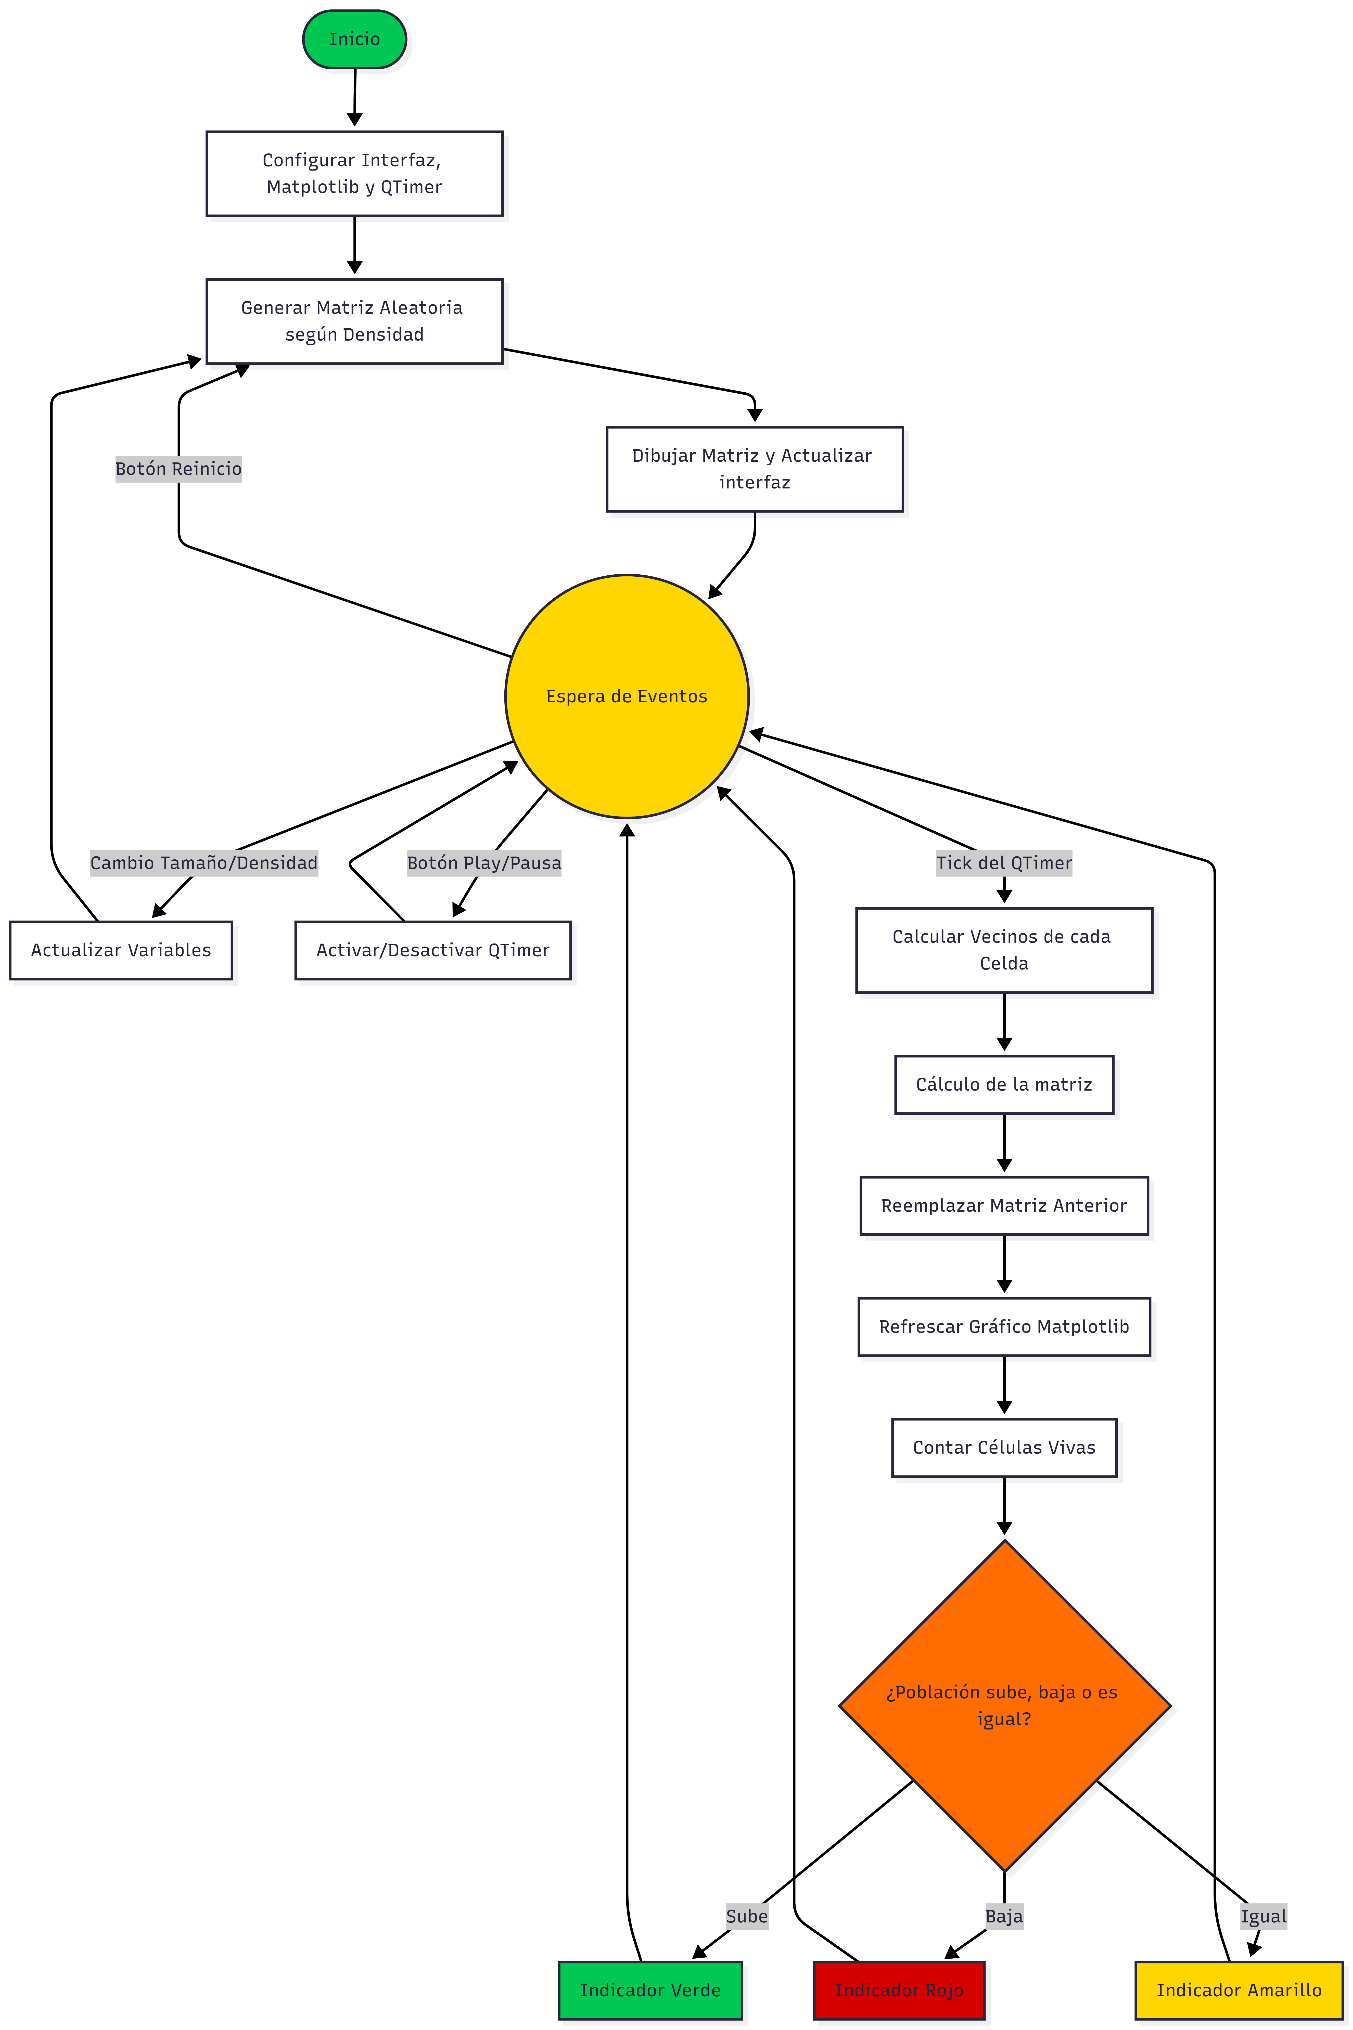 Inicio
Configurar Interfaz,
Matplotlib y QTimer
Generar Matriz Aleatoria
según Densidad
Botón Reinicio
Dibujar Matriz y Actualizar
interfaz
Espera de Eventos
Cambio Tamaño/Densidad
Botón Play/Pausa
Tick del QTimer
Actualizar Variables
Activar/Desactivar QTimer
Calcular Vecinos de cada
Celda
Cálculo de la matriz
Reemplazar Matriz Anterior
Refrescar Gráfico Matplotlib
Contar Células Vivas
¿Población sube, baja o es
igual?
Sube
Baja
Igual
Indicador Verde
Indicador Rojo
Indicador Amarillo